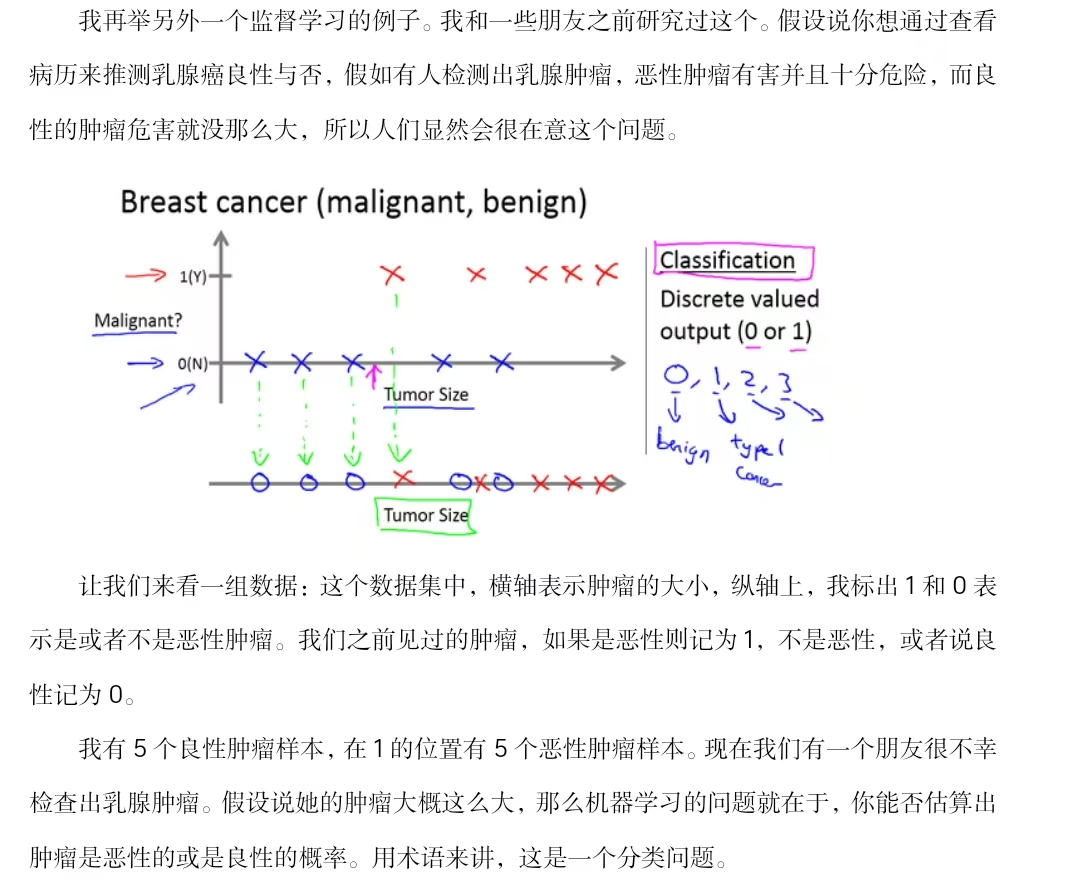 我再举另外一个监督学习的例子。我和一些朋友之前研究过这个。假设说你想通过查看
病历来推测乳腺癌良性与否，假如有人检测出乳腺肿瘤，恶性肿瘤有害并且十分危险，而良
性的肿瘤危害就没那么大，所以人们显然会很在意这个问题。
Breast cancer (malignant, benign)
1(Y)
Malignant?
0(N)
Tumor Size
Tumor Size
Classification
Discrete valued
output (0 or 1)
0, 1, 2, 3
benign type 1
cancer
让我们来看一组数据：这个数据集中，横轴表示肿瘤的大小，纵轴上，我标出 1 和 0 表
示是或者不是恶性肿瘤。我们之前见过的肿瘤，如果是恶性则记为 1，不是恶性，或者说良
性记为 0。
我有 5 个良性肿瘤样本，在 1 的位置有 5 个恶性肿瘤样本。现在我们有一个朋友很不幸
检查出乳腺肿瘤。假设说她的肿瘤大概这么大，那么机器学习的问题就在于，你能否估算出
肿瘤是恶性的或是良性的概率。用术语来讲，这是一个分类问题。